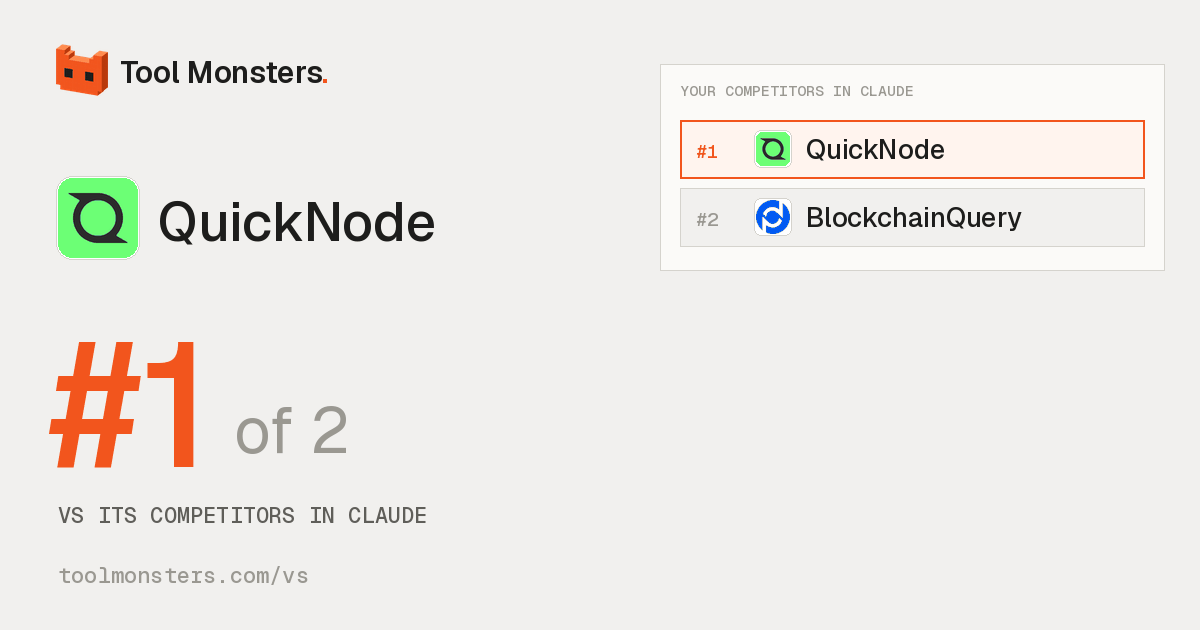 Tool Monsters.
QuickNode
#1 of 2
VS ITS COMPETITORS IN CLAUDE
toolmonsters.com/vs
YOUR COMPETITORS IN CLAUDE
#1 QuickNode
#2 BlockchainQuery